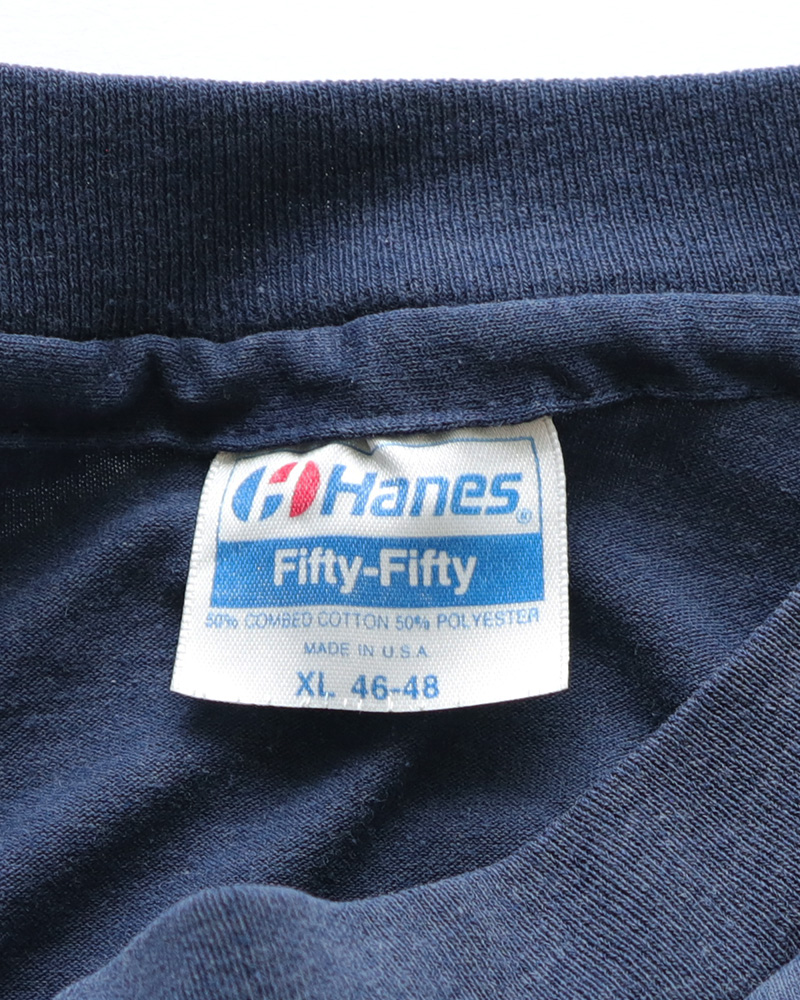 Hanes®
Fifty-Fifty
50% COMBED COTTON 50% POLYESTER
MADE IN U.S.A
XL 46-48